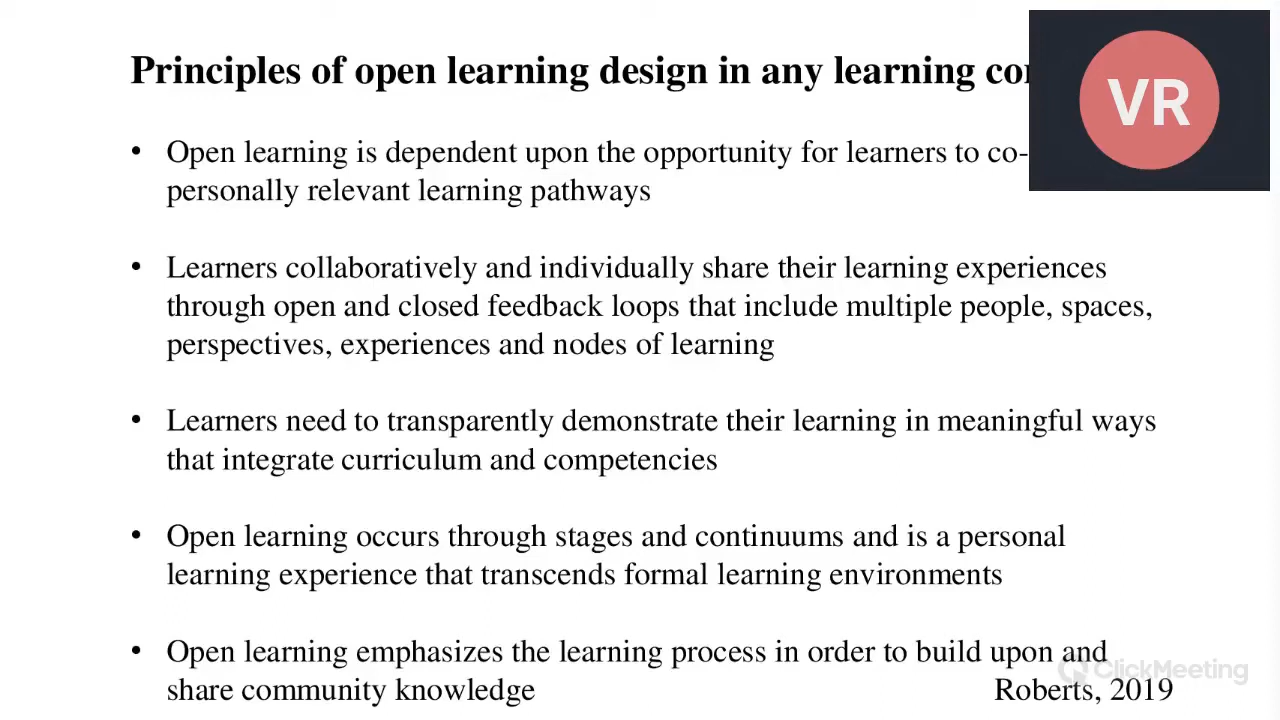 Principles of open learning design in any learning
VR
• Open learning is dependent upon the opportunity for learners to co-
personally relevant learning pathways
• Learners collaboratively and individually share their learning experiences
through open and closed feedback loops that include multiple people, spaces,
perspectives, experiences and nodes of learning
• Learners need to transparently demonstrate their learning in meaningful ways
that integrate curriculum and competencies
• Open learning occurs through stages and continuums and is a personal
learning experience that transcends formal learning environments
• Open learning emphasizes the learning process in order to build upon and
share community knowledge
ClickMeeting
Roberts, 2019